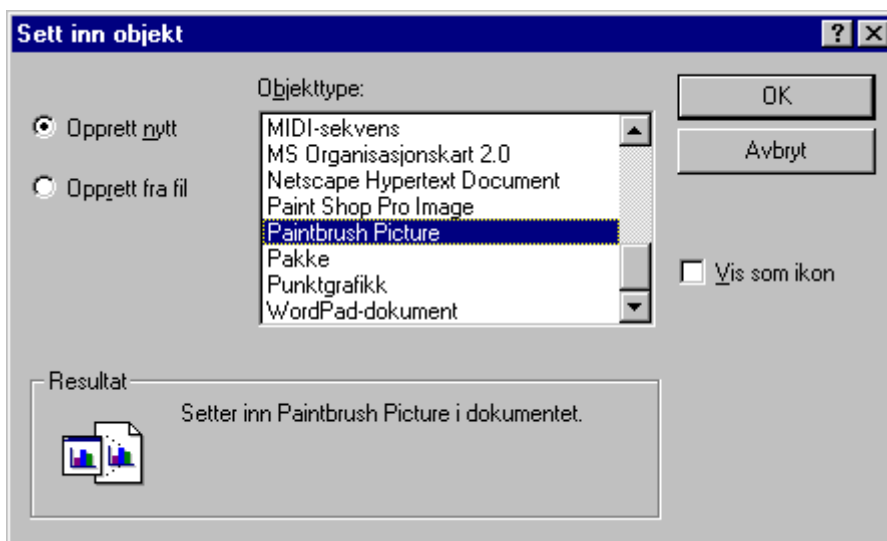 Sett inn objekt
Objekttype:
Opprett nytt
Opprett fra fil
MIDI-sekvens
MS Organisasjonskart 2.0
Netscape Hypertext Document
Paint Shop Pro Image
Paintbrush Picture
Pakke
Punktgrafikk
WordPad-dokument
OK
Avbryt
Vis som ikon
Resultat
Setter inn Paintbrush Picture i dokumentet.